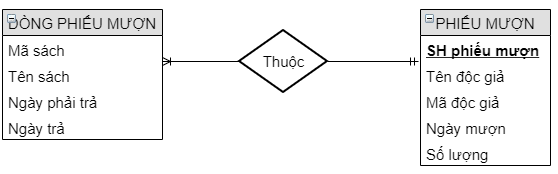 DÒNG PHIẾU MƯỢN
Mã sách
Tên sách
Ngày phải trả
Ngày trả
Thuộc
PHIẾU MƯỢN
SH phiếu mượn
Tên độc giả
Mã độc giả
Ngày mượn
Số lượng